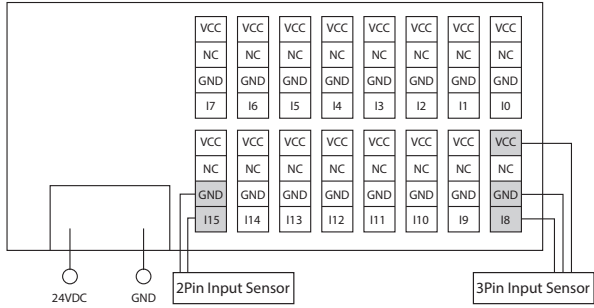 VCC VCC VCC VCC VCC VCC VCC VCC
NC NC NC NC NC NC NC NC
GND GND GND GND GND GND GND GND
I7 I6 I5 I4 I3 I2 I1 I0
VCC VCC VCC VCC VCC VCC VCC VCC
NC NC NC NC NC NC NC NC
GND GND GND GND GND GND GND GND
I15 I14 I13 I12 I11 I10 I9 I8
24VDC GND 2Pin Input Sensor 3Pin Input Sensor